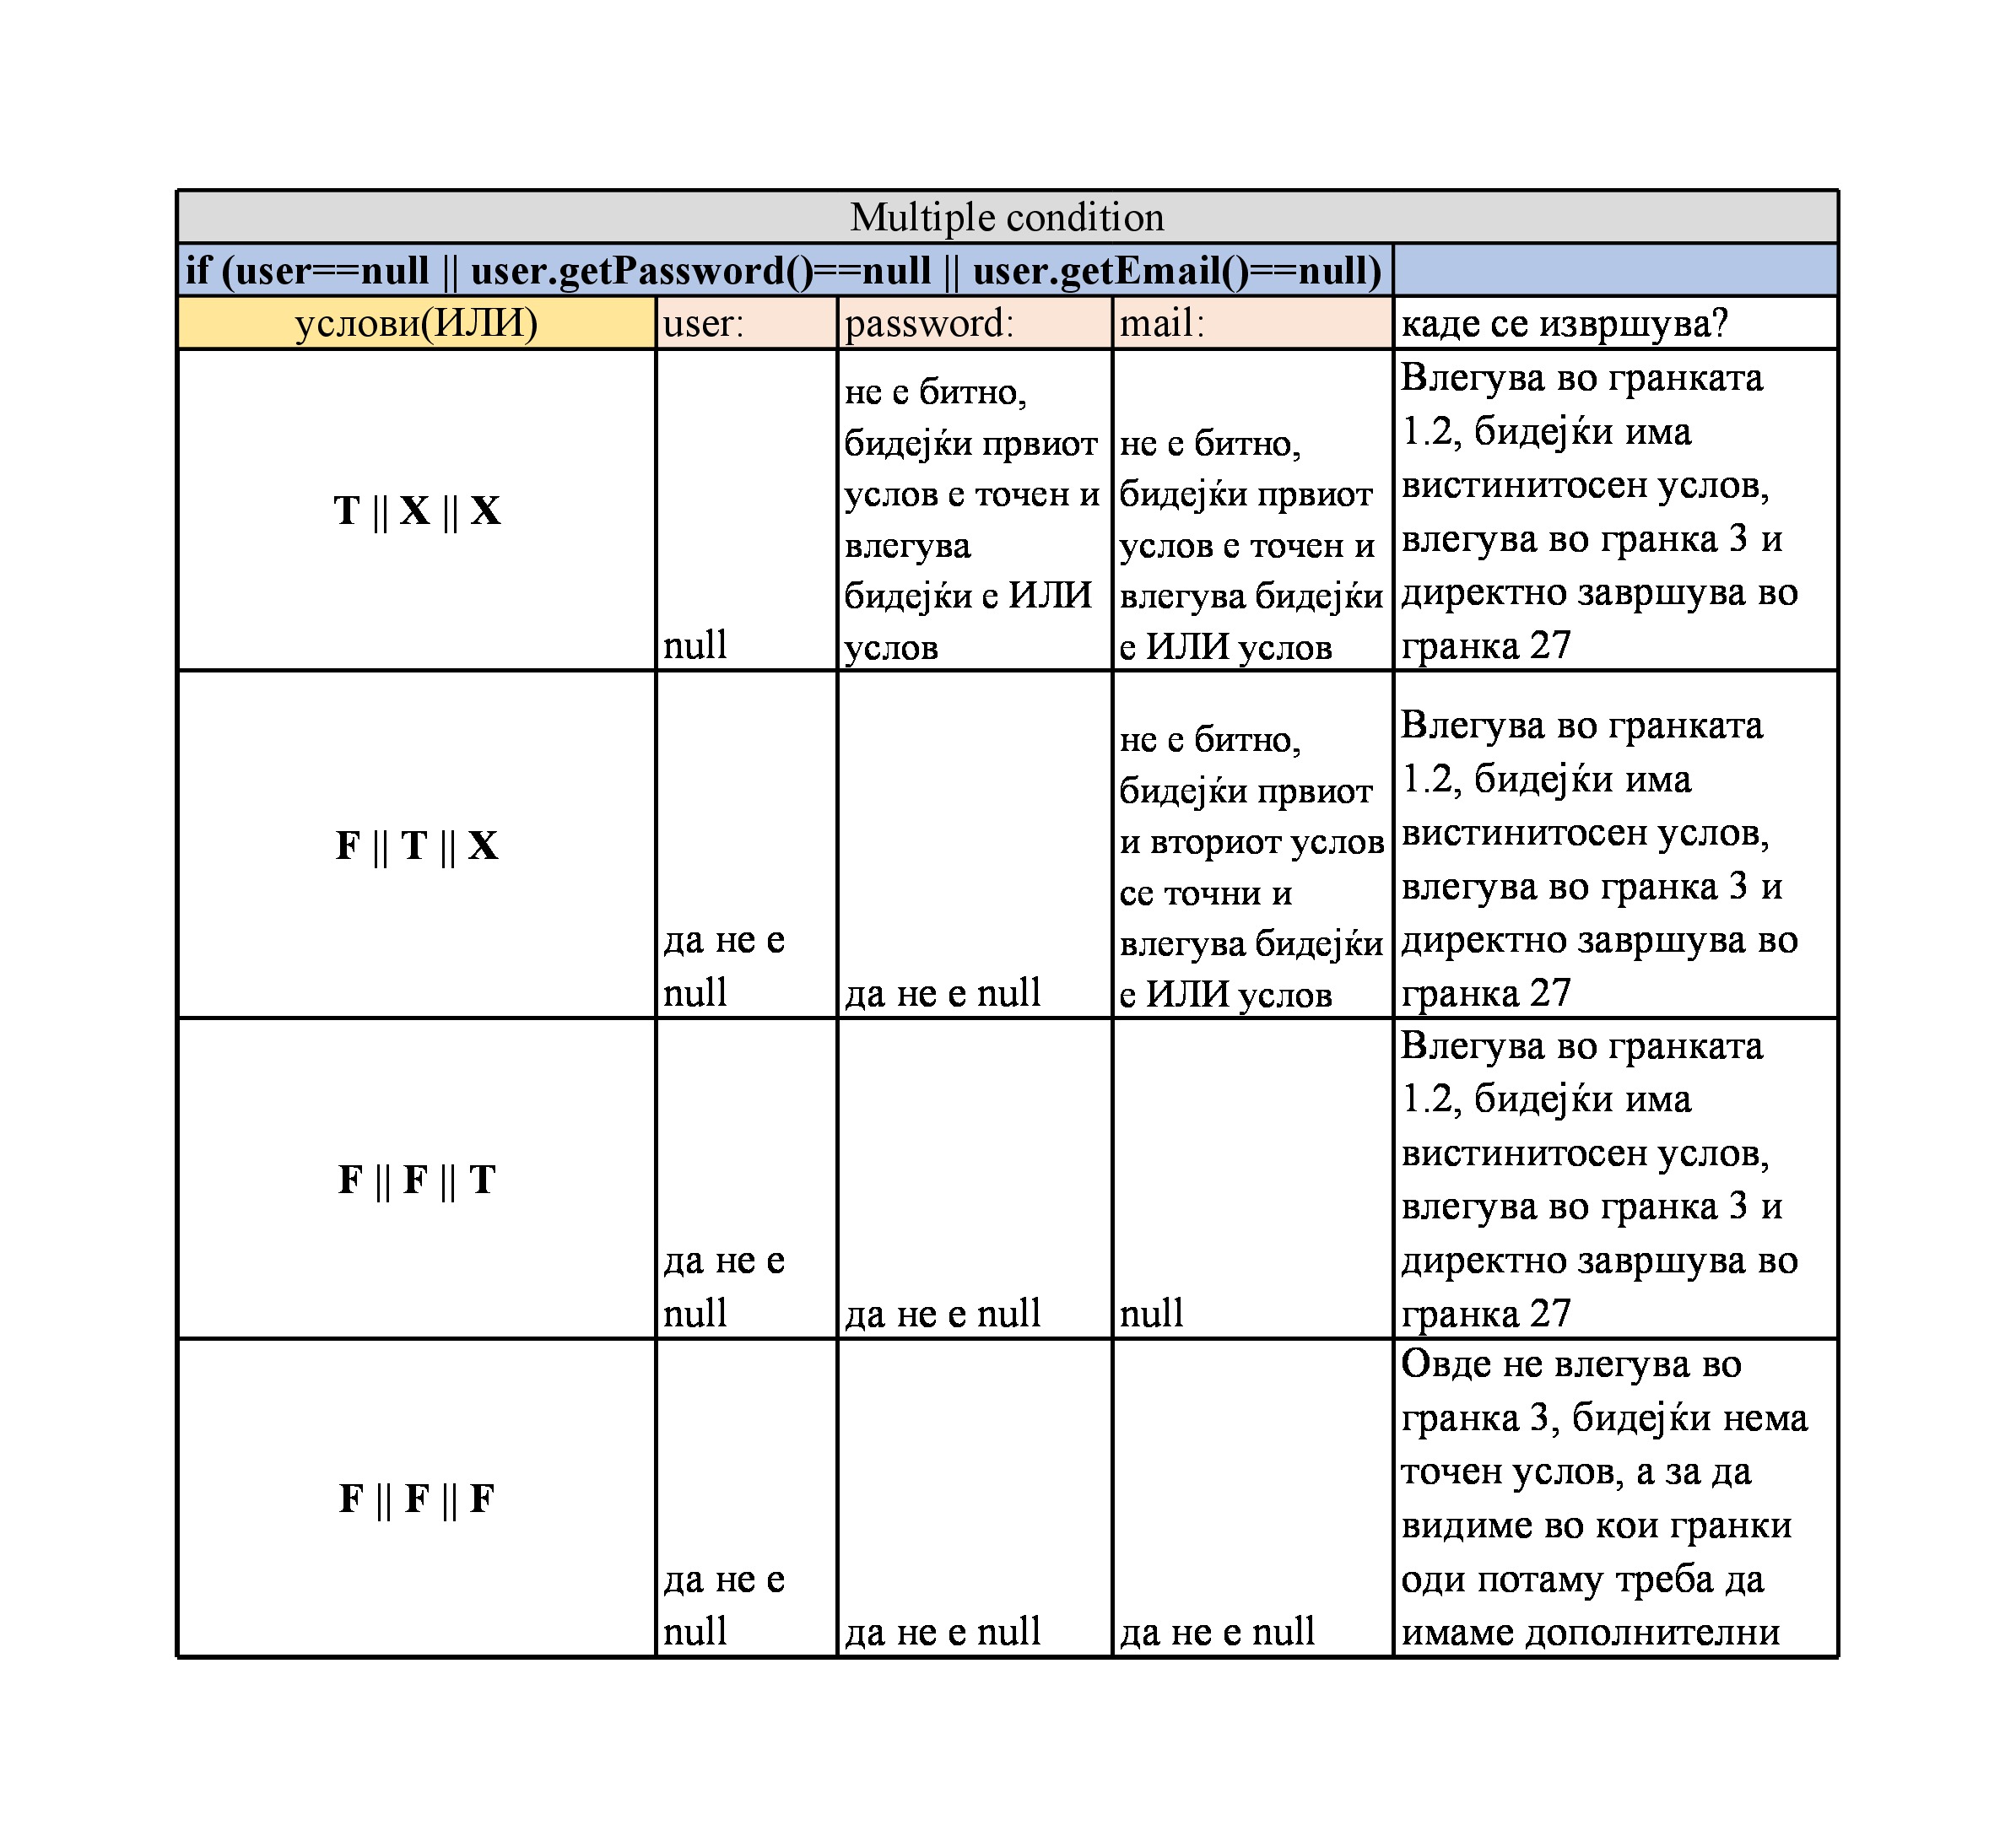 Multiple condition
if (user==null || user.getPassword()==null || user.getEmail()==null)
услови(ИЛИ)
user:
password:
mail:
каде се извршува?
T || X || X
null
не е битно,
бидејќи првиот
услов е точен и
влегува
бидејќи е ИЛИ
услов
не е битно,
бидејќи првиот
услов е точен и
влегува бидејќи
е ИЛИ услов
Влегува во гранката
1.2, бидејќи има
вистинитосен услов,
влегува во гранка 3 и
директно завршува во
гранка 27
F || T || X
да не е
null
да не е null
не е битно,
бидејќи првиот
и вториот услов
се точни и
влегува бидејќи
е ИЛИ услов
Влегува во гранката
1.2, бидејќи има
вистинитосен услов,
влегува во гранка 3 и
директно завршува во
гранка 27
F || F || T
да не е
null
да не е null
null
Влегува во гранката
1.2, бидејќи има
вистинитосен услов,
влегува во гранка 3 и
директно завршува во
гранка 27
F || F || F
да не е
null
да не е null
да не е null
Овде не влегува во
гранка 3, бидејќи нема
точен услов, а за да
видиме во кои гранки
оди потаму треба да
имаме дополнителни